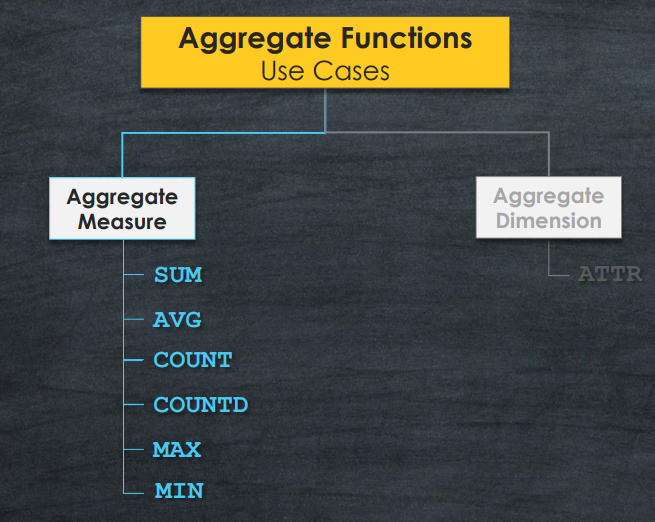 Aggregate Functions
Use Cases
Aggregate
Measure
SUM
AVG
COUNT
COUNTD
MAX
MIN
Aggregate
Dimension
ATTR